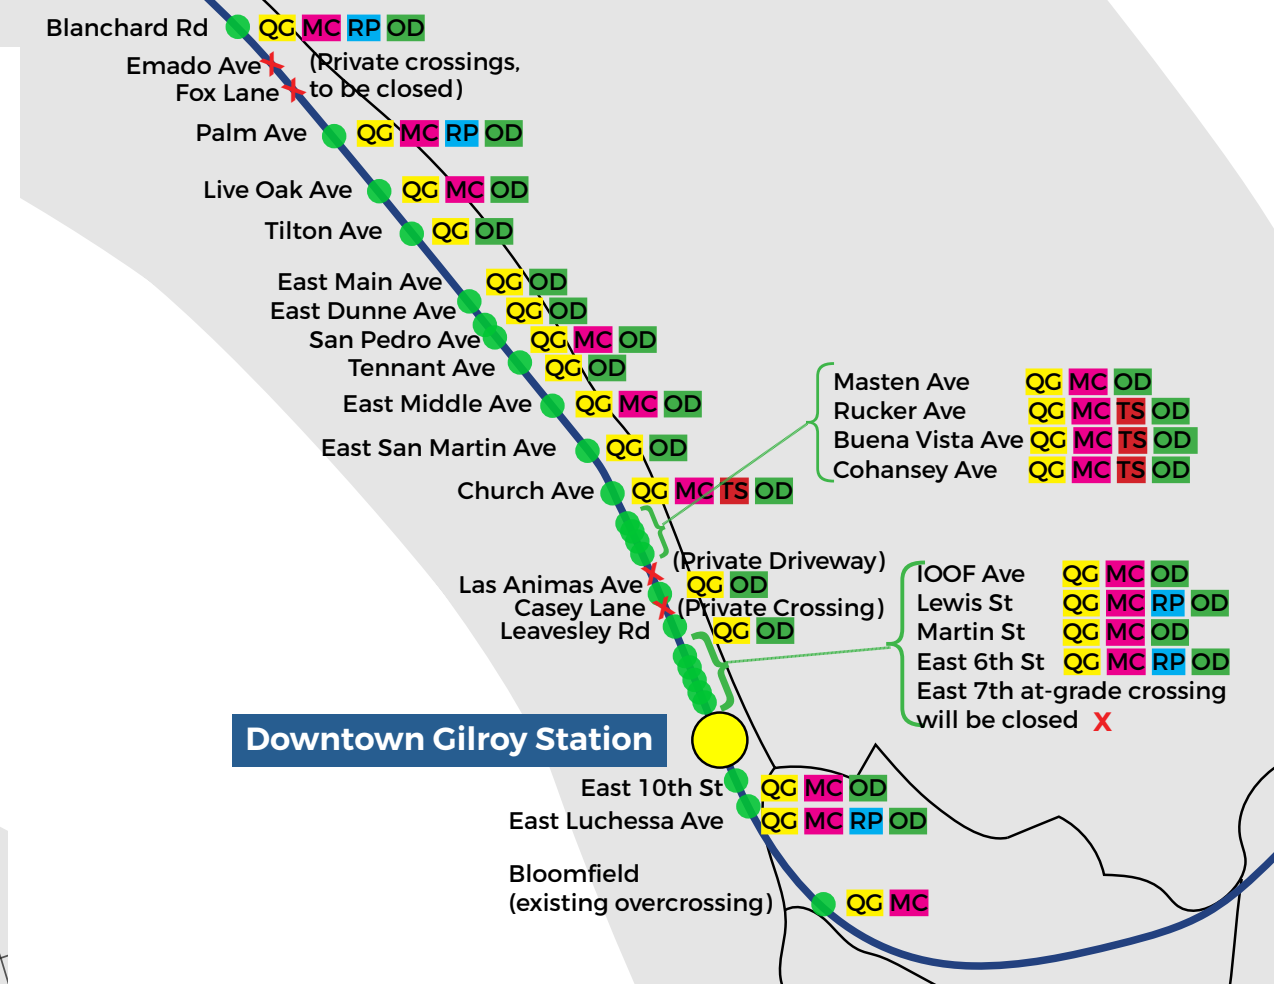 Blanchard Rd QG MC RP OD
Emado Ave (Private crossings,
Fox Lane to be closed)
Palm Ave QG MC RP OD
Live Oak Ave QG MC OD
Tilton Ave QG OD
East Main Ave QG OD
East Dunne Ave QG OD
San Pedro Ave QG MC OD
Tennant Ave QG OD
East Middle Ave QG MC OD
East San Martin Ave QG OD
Church Ave QG MC TS OD
Masten Ave QG MC OD
Rucker Ave QG MC TS OD
Buena Vista Ave QG MC TS OD
Cohansey Ave QG MC TS OD
(Private Driveway)
Las Animas Ave QG OD
Casey Lane (Private Crossing)
Leavesley Rd QG OD
IOOF Ave QG MC OD
Lewis St QG MC RP OD
Martin St QG MC OD
East 6th St QG MC RP OD
East 7th at-grade crossing
will be closed X
Downtown Gilroy Station
East 10th St QG MC OD
East Luchessa Ave QG MC RP OD
Bloomfield
(existing overcrossing) QG MC